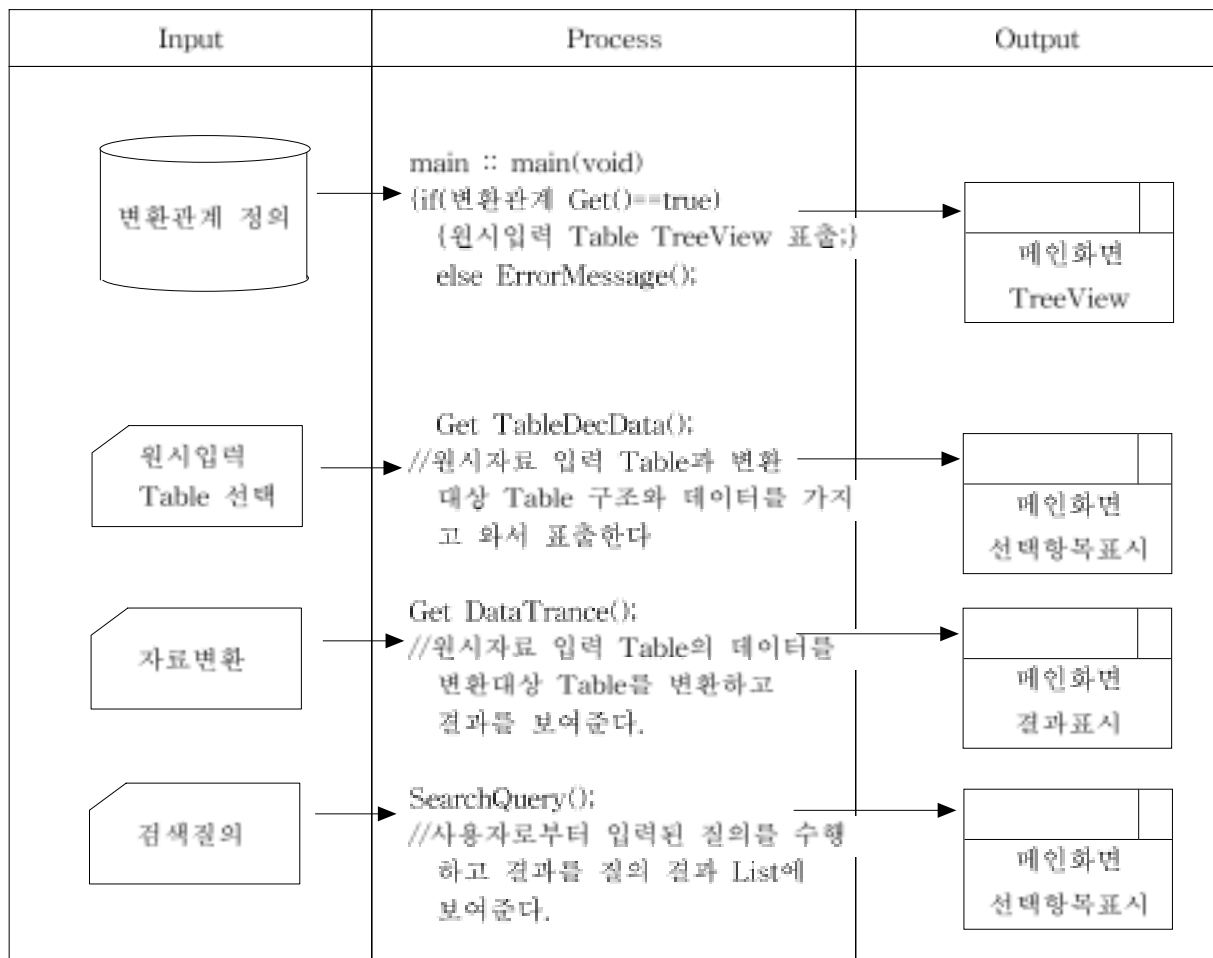 Input
Process
Output
변환관계 정의
main :: main(void)
{if(변환관계 Get()==true)
{원시입력 Table TreeView 표출;}
else ErrorMessage();
메인화면
TreeView
원시입력
Table 선택
Get TableDecData();
//원시자료 입력 Table과 변환
대상 Table 구조와 데이터를 가지
고 와서 표출한다
메인화면
선택항목표시
자료변환
Get DataTrance();
//원시자료 입력 Table의 데이터를
변환대상 Table를 변환하고
결과를 보여준다.
메인화면
결과표시
검색질의
SearchQuery();
//사용자로부터 입력된 질의를 수행
하고 결과를 질의 결과 List에
보여준다.
메인화면
선택항목표시